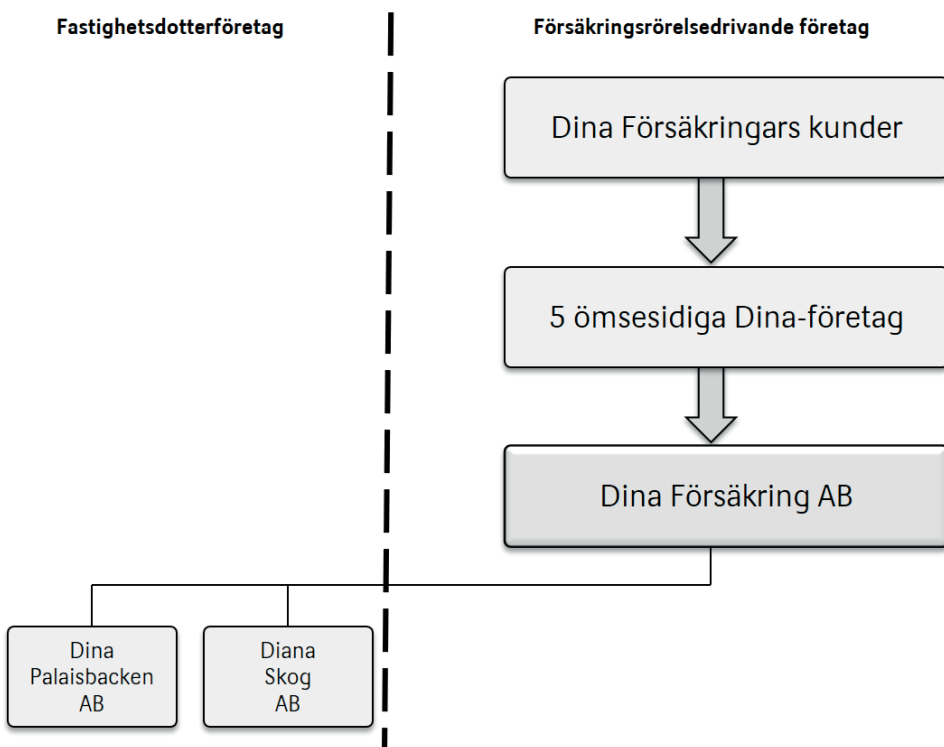 Fastighetsdotterföretag
Försäkringsrörelsedrivande företag
Dina Försäkringars kunder
5 ömsesidiga Dina-företag
Dina Försäkring AB
Dina
Palaisbacken
AB
Diana
Skog
AB